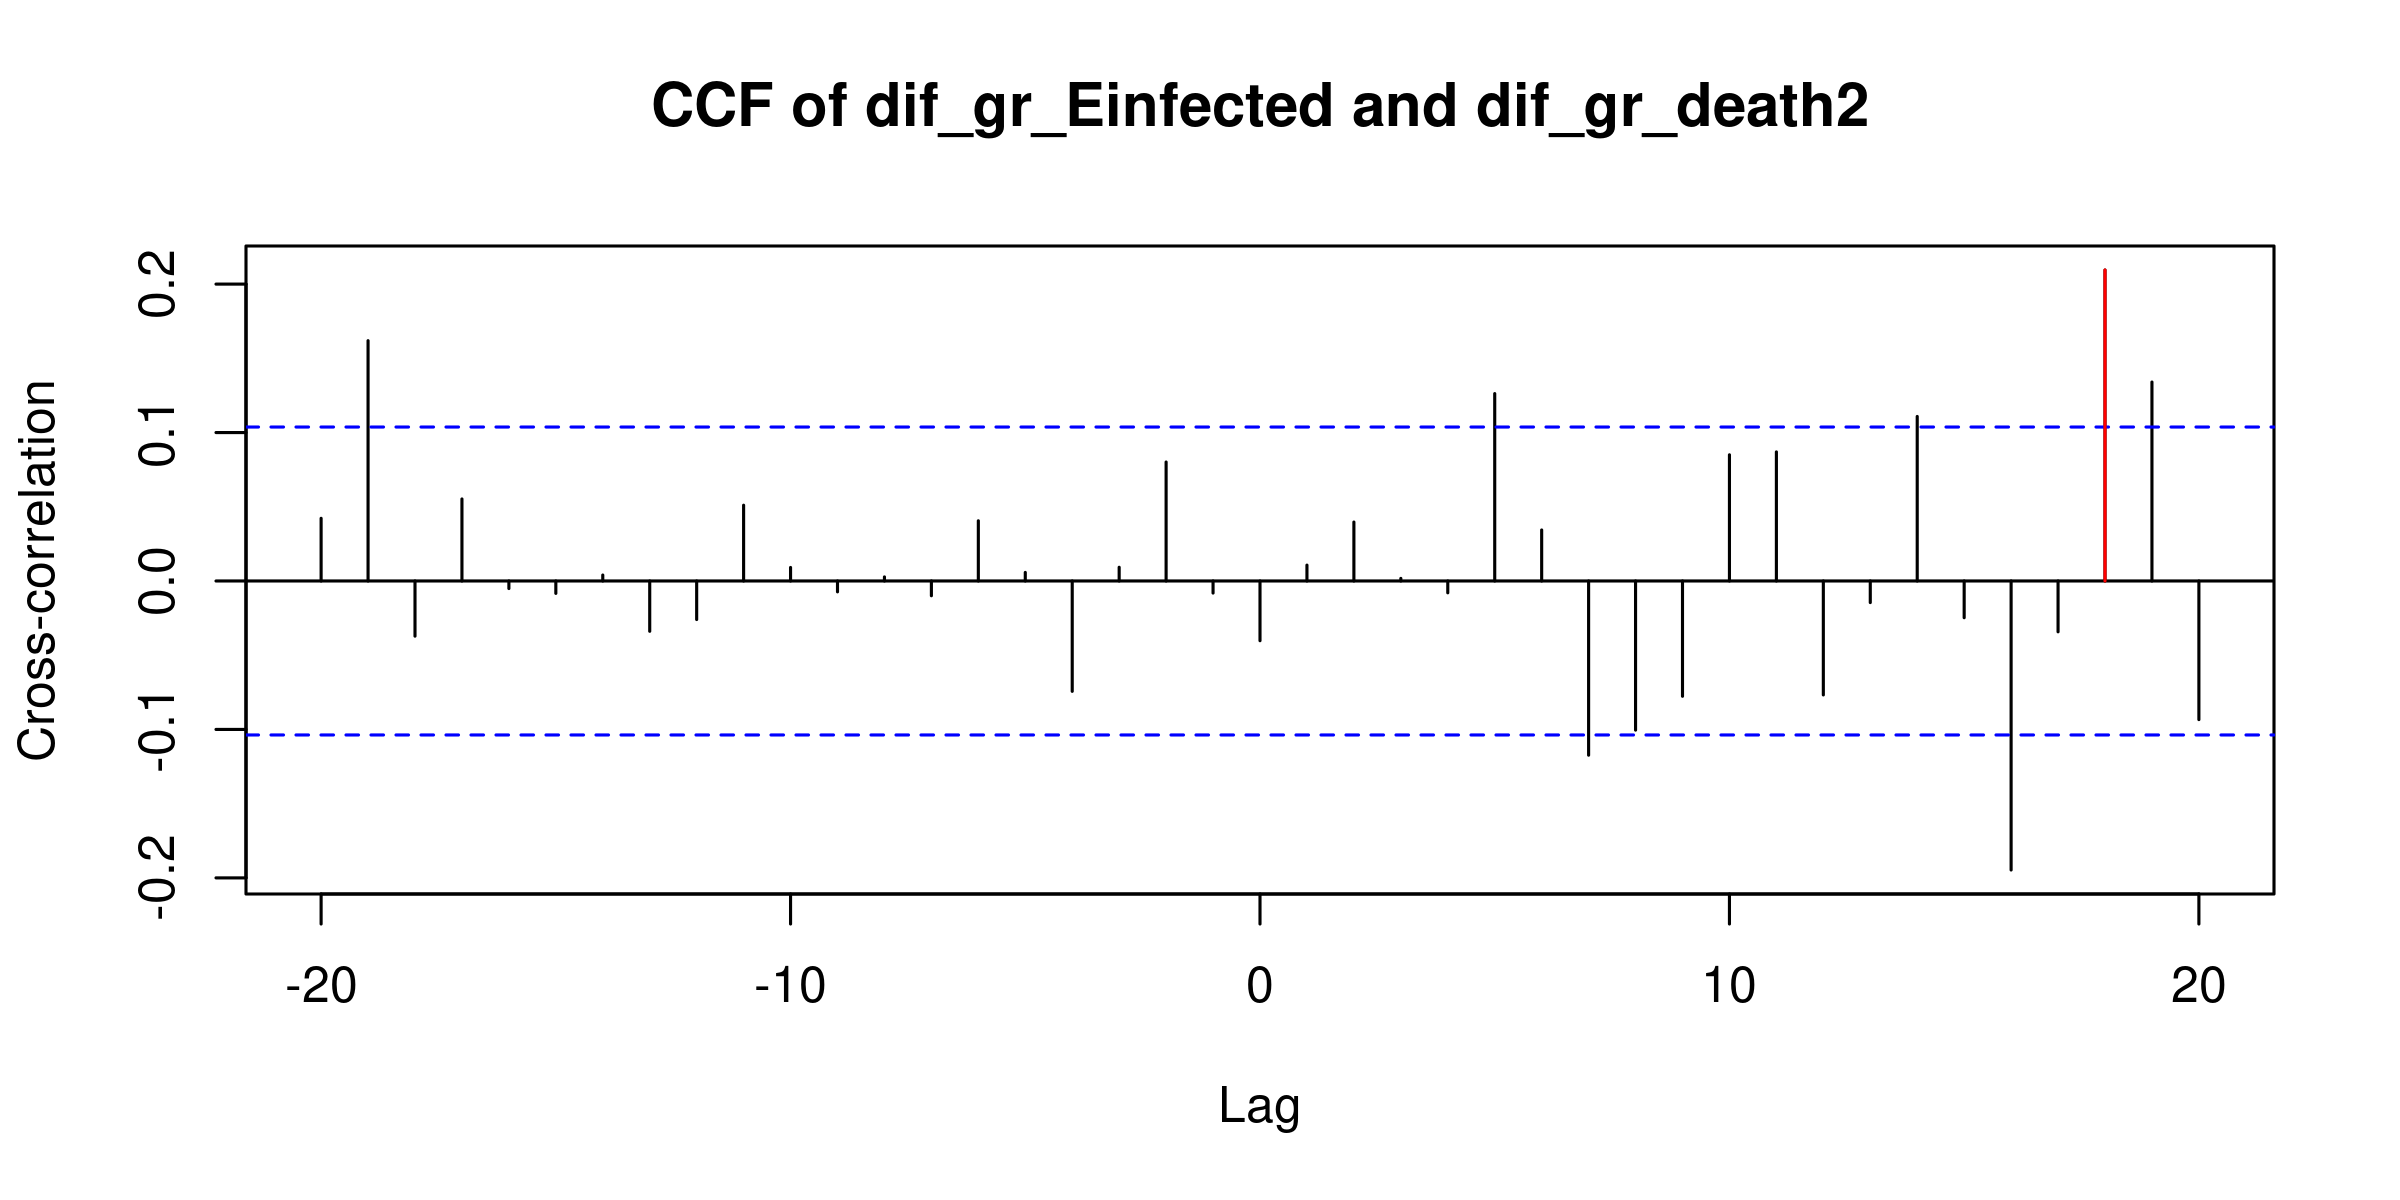 CCF of dif_gr_Einfected and dif_gr_death2
Cross-correlation
0.2
0.1
0.0
-0.1
-0.2
-20 -10 0 10 20
Lag